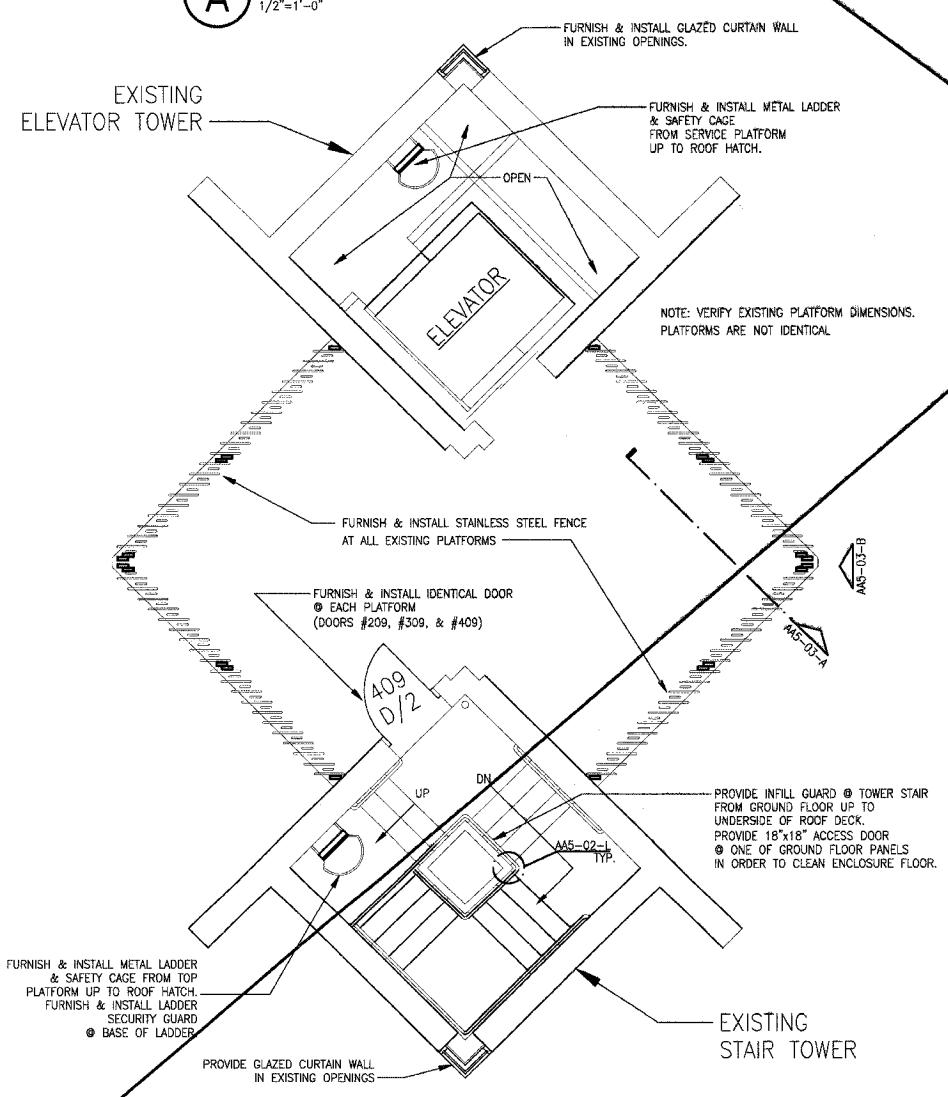 A
1/2"=1'-0"
FURNISH & INSTALL GLAZED CURTAIN WALL
IN EXISTING OPENINGS.
EXISTING
ELEVATOR TOWER
FURNISH & INSTALL METAL LADDER
& SAFETY CAGE
FROM SERVICE PLATFORM
UP TO ROOF HATCH.
OPEN
ELEVATOR
NOTE: VERIFY EXISTING PLATFORM DIMENSIONS.
PLATFORMS ARE NOT IDENTICAL
FURNISH & INSTALL STAINLESS STEEL FENCE
AT ALL EXISTING PLATFORMS
AA5-03-B
AA5-03-A
FURNISH & INSTALL IDENTICAL DOOR
@ EACH PLATFORM
(DOORS #209, #309, & #409)
409
D/2
UP
DN
PROVIDE INFILL GUARD @ TOWER STAIR
FROM GROUND FLOOR UP TO
UNDERSIDE OF ROOF DECK.
PROVIDE 18"x18" ACCESS DOOR
@ ONE OF GROUND FLOOR PANELS
IN ORDER TO CLEAN ENCLOSURE FLOOR.
AA5-02-L
TYP.
FURNISH & INSTALL METAL LADDER
& SAFETY CAGE FROM TOP
PLATFORM UP TO ROOF HATCH.
FURNISH & INSTALL LADDER
SECURITY GUARD
@ BASE OF LADDER
EXISTING
STAIR TOWER
PROVIDE GLAZED CURTAIN WALL
IN EXISTING OPENINGS